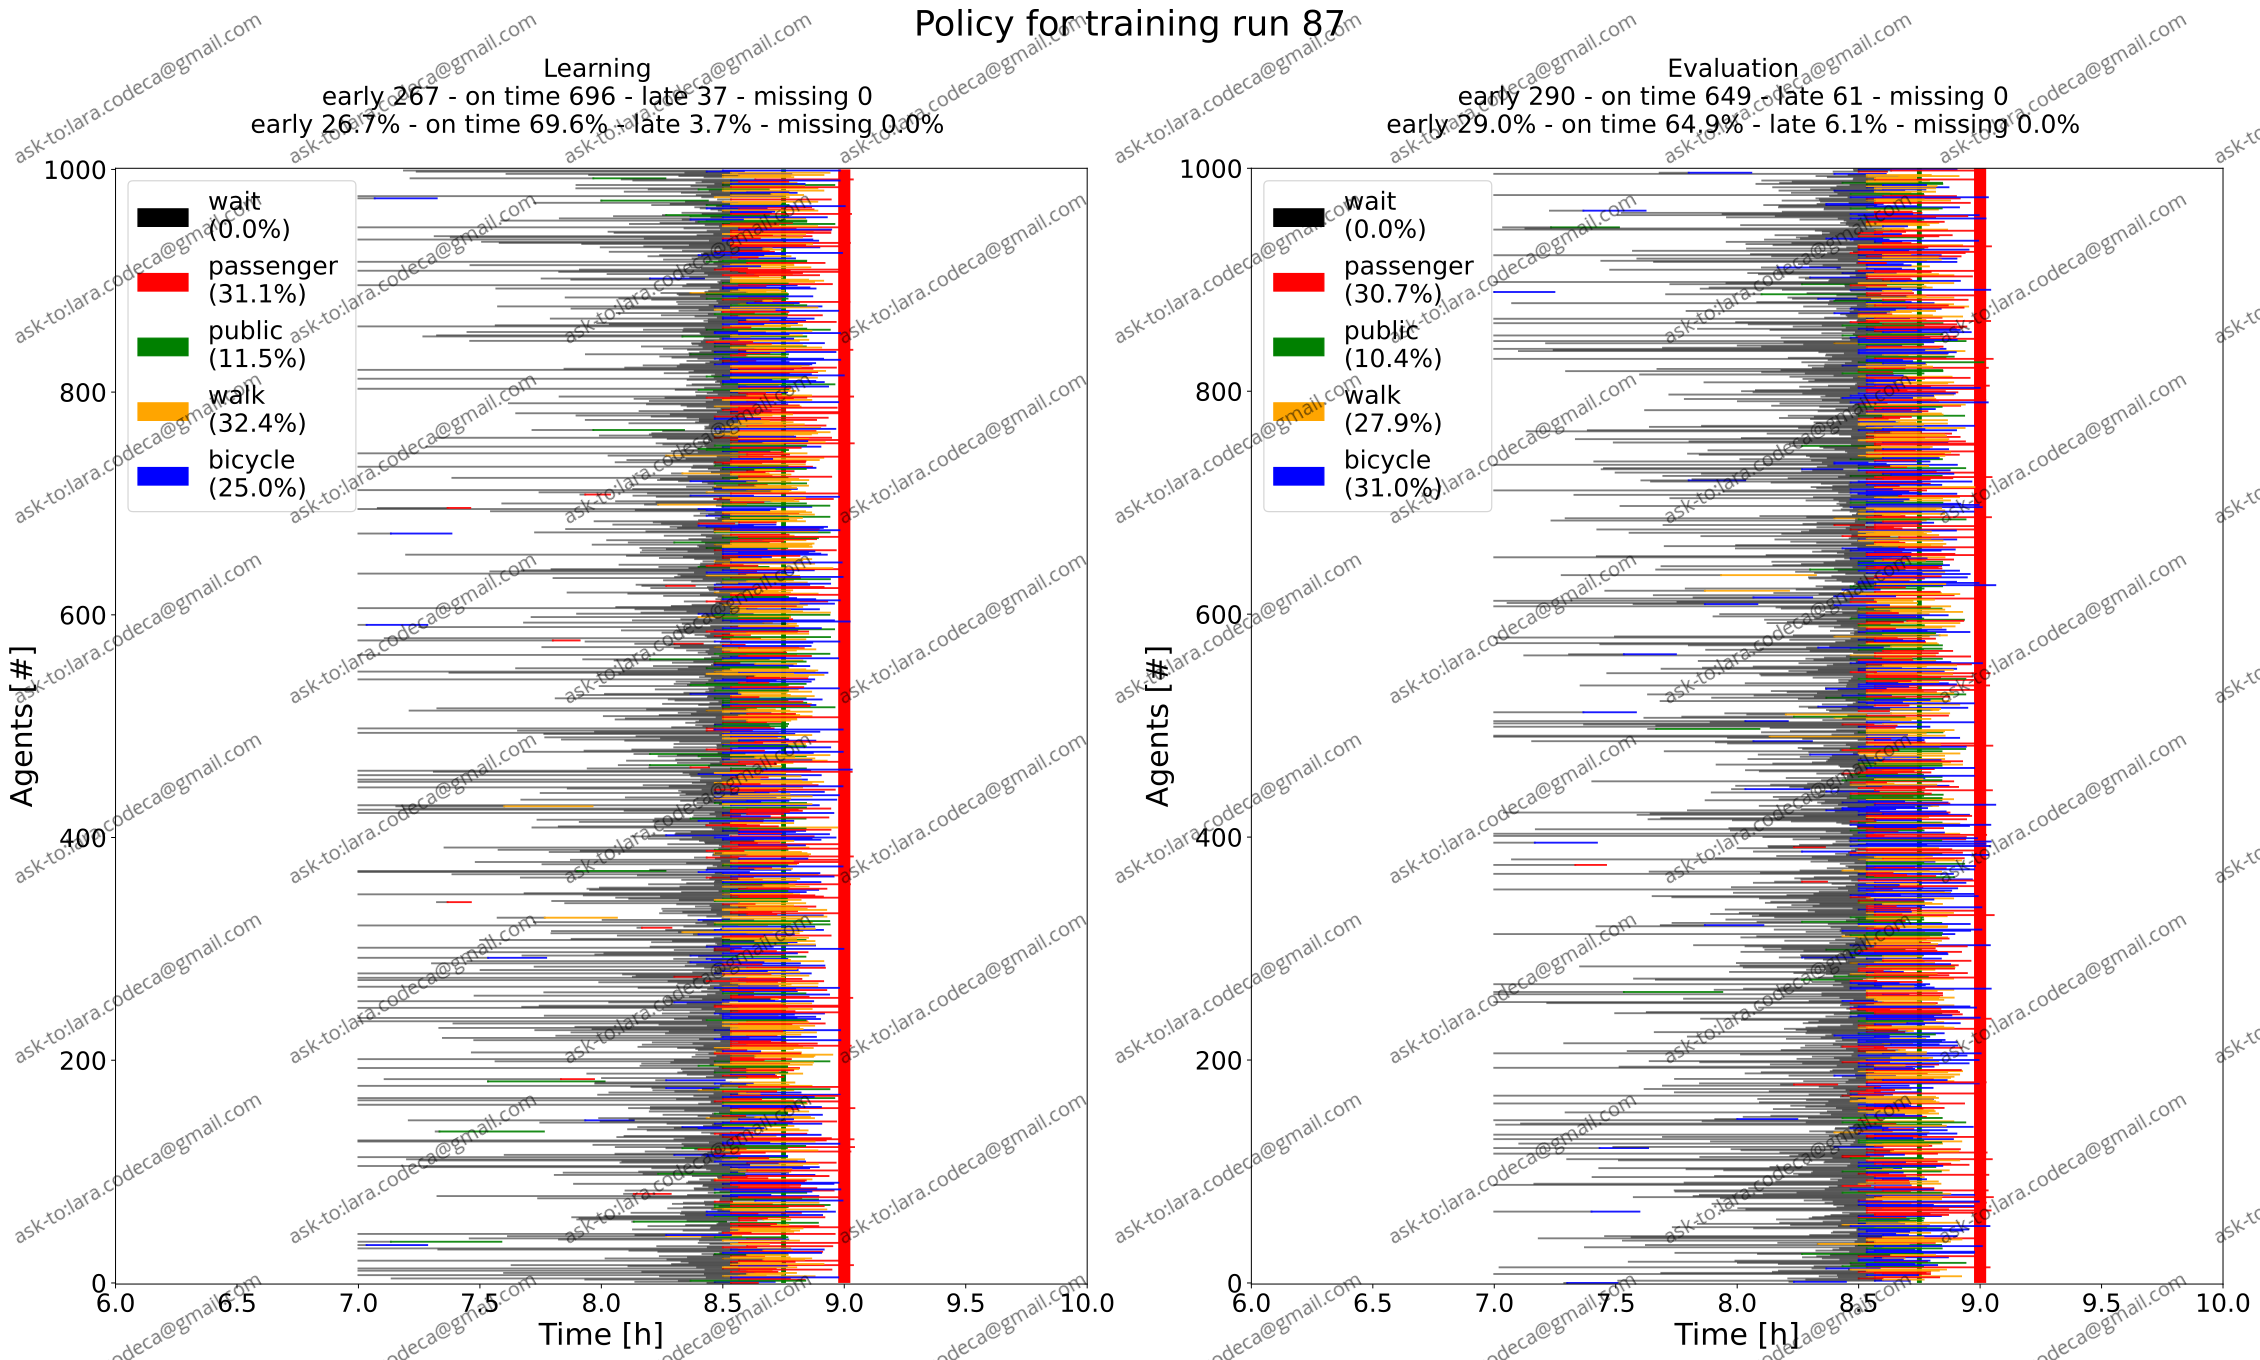 Policy for training run 87
Learning
early 267 - on time 696 - late 37 - missing 0
early 26.7% - on time 69.6% - late 3.7% - missing 0.0%
1000
800
600
400
200
0
Agents [#]
wait
(0.0%)
passenger
(31.1%)
public
(11.5%)
walk
(32.4%)
bicycle
(25.0%)
6.0 6.5 7.0 7.5 8.0 8.5 9.0 9.5 10.0
Time [h]
Evaluation
early 290 - on time 649 - late 61 - missing 0
early 29.0% - on time 64.9% - late 6.1% - missing 0.0%
1000
800
600
400
200
0
Agents [#]
wait
(0.0%)
passenger
(30.7%)
public
(10.4%)
walk
(27.9%)
bicycle
(31.0%)
6.0 6.5 7.0 7.5 8.0 8.5 9.0 9.5 10.0
Time [h]
ask-to:lara.codeca@gmail.com